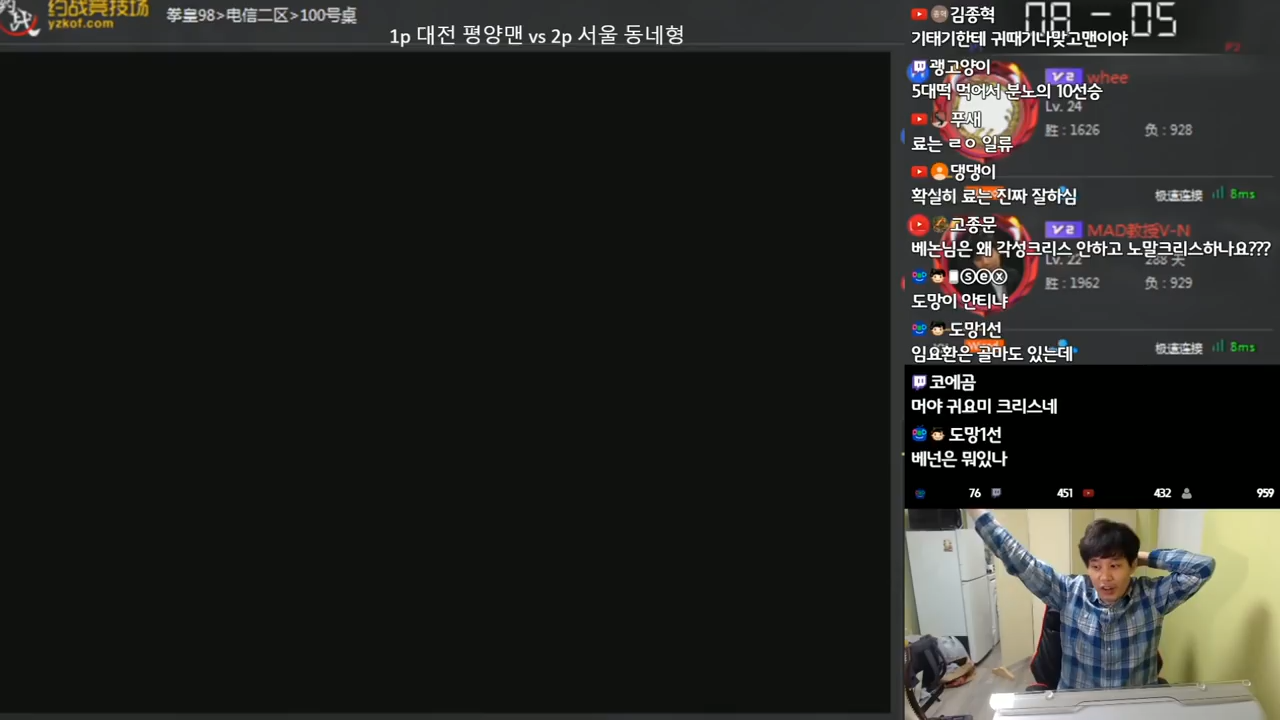 约战竞技场
yzkof.com
拳皇98>电信二区>100号桌
1p 대전 평양맨 vs 2p 서울 동네형
08 - 05
P2
김종혁
기태기한테 귀때기나맞고맨이야
괭고양이
5대떡 먹어서 분노의 10선승
푸새
료는 ㄹㅇ 일류
댕댕이
확실히 료는 진짜 잘하심
고종문
베논님은 왜 각성크리스 안하고 노말크리스하나요???
ⓢⓔⓧ
도망이 안티냐
도망1선
임요환은 골마도 있는데
코에곰
머야 귀요미 크리스네
도망1선
베넌은 뭐있나
V2 whee
Lv. 24
胜 : 1626 负 : 928
极速连接 8ms
V2 MAD教授V-N
Lv. 22 288 天
胜 : 1962 负 : 929
极速连接 8ms
76 451 432 959